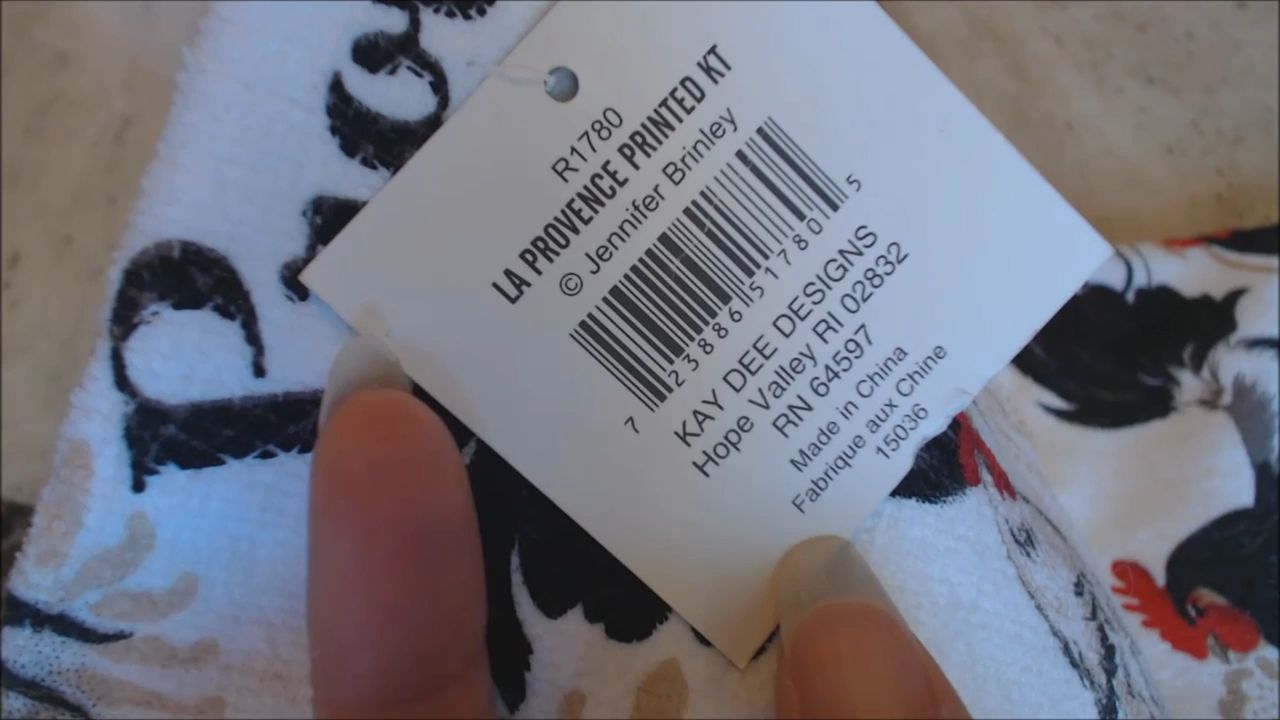 R1780
LA PROVENCE PRINTED KT
© Jennifer Brinley
7 23886 51780 5
KAY DEE DESIGNS
Hope Valley RI 02832
RN 64597
Made in China
Fabrique aux Chine
15036